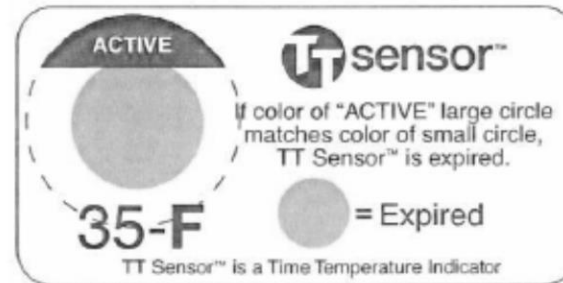 ACTIVE
35-F
TT sensor™
If color of "ACTIVE" large circle
matches color of small circle,
TT Sensor™ is expired.
= Expired
TT Sensor™ is a Time Temperature Indicator